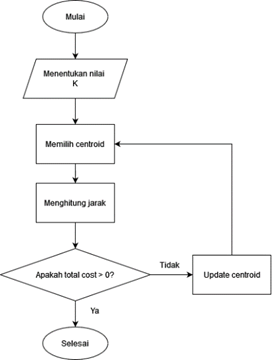 Mulai
Menentukan nilai
K
Memilih centroid
Menghitung jarak
Apakah total cost > 0?
Tidak
Update centroid
Ya
Selesai